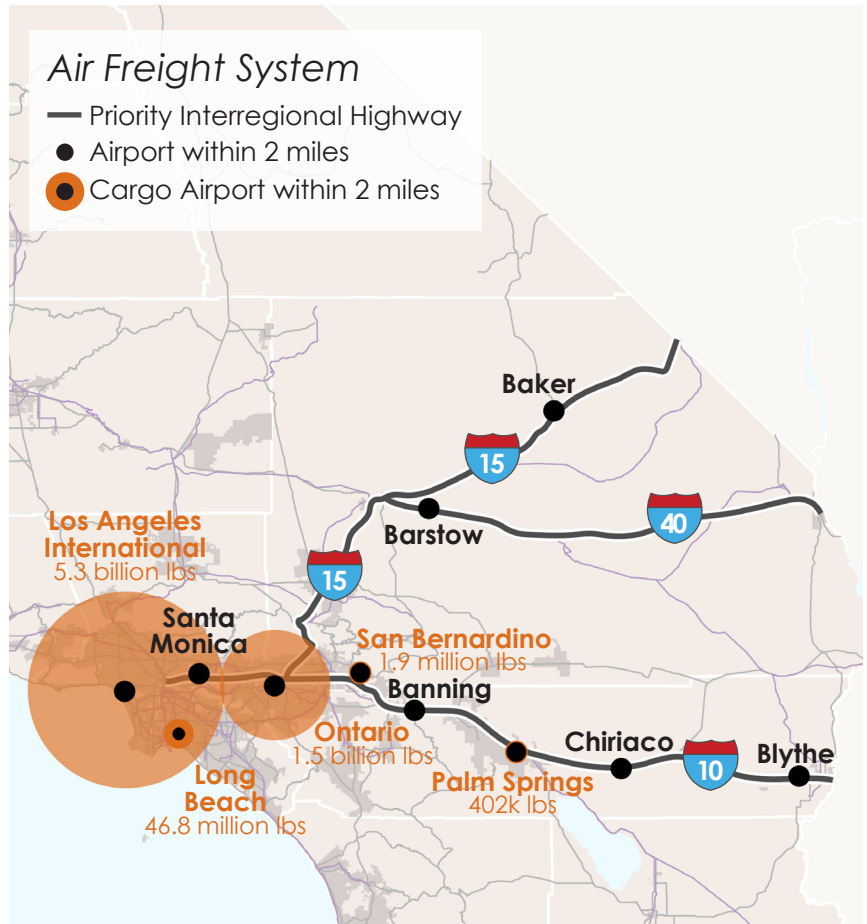 Air Freight System
Priority Interregional Highway
Airport within 2 miles
Cargo Airport within 2 miles
Baker
15
Barstow
40
Los Angeles
International
5.3 billion lbs
15
Santa
Monica
San Bernardino
1.9 million lbs
Banning
Ontario
1.5 billion lbs
Chiriaco
Blythe
10
Long
Beach
46.8 million lbs
Palm Springs
402k lbs